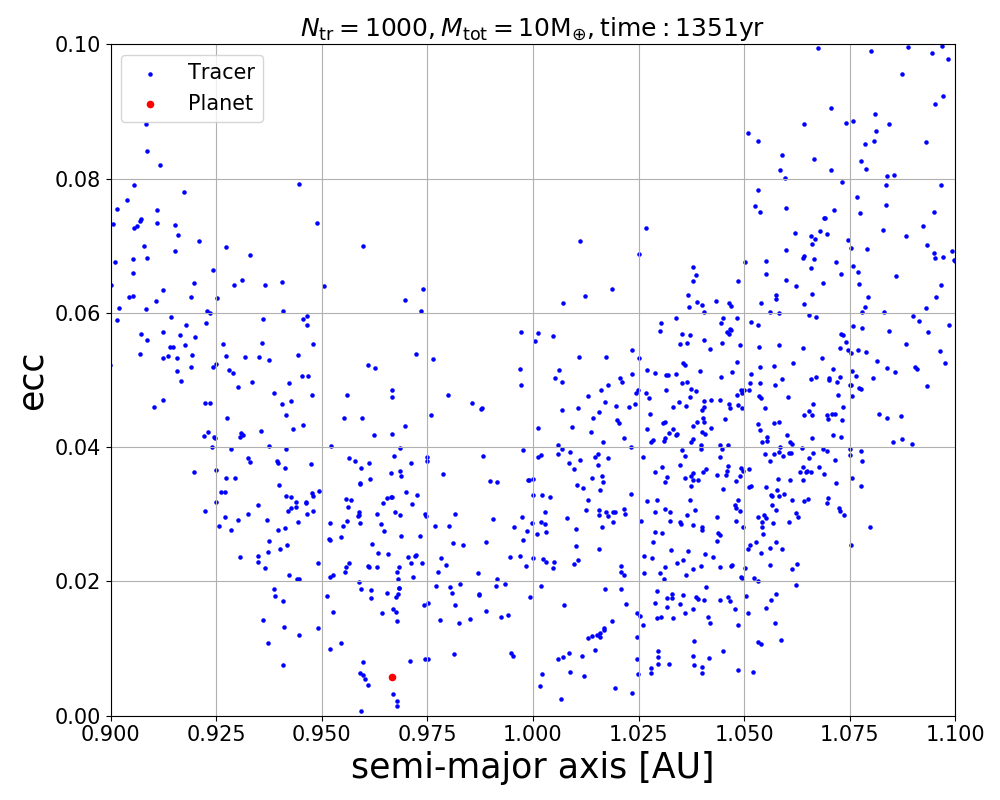 N_tr = 1000, M_tot = 10M_⊕, time : 1351yr
Tracer
Planet
ecc
0.10
0.08
0.06
0.04
0.02
0.00
0.900 0.925 0.950 0.975 1.000 1.025 1.050 1.075 1.100
semi-major axis [AU]